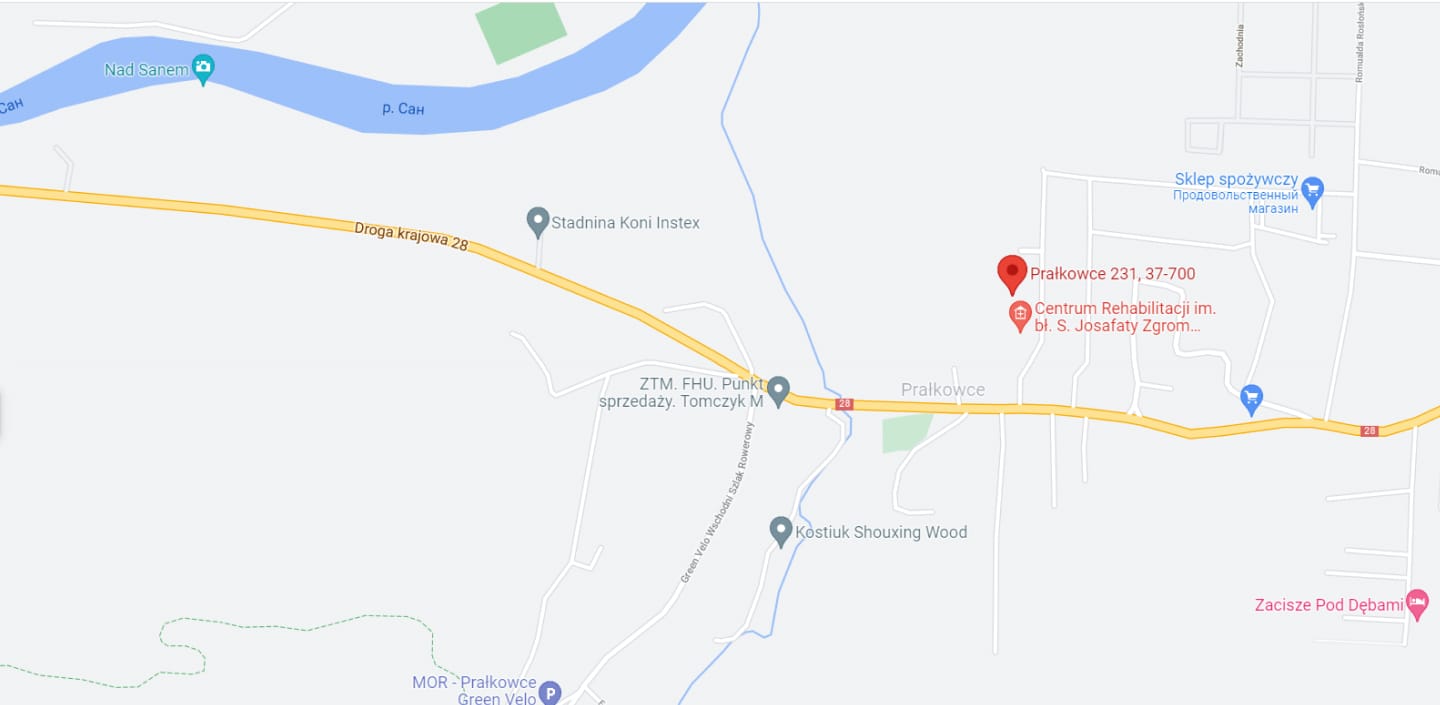 Zachodnia
Romualda Rosłońsk
Nad Sanem
Сан
р. Сан
Romu
Sklep spożywczy
Продовольственный
магазин
Stadnina Koni Instex
Droga krajowa 28
Prałkowce 231, 37-700
Centrum Rehabilitacji im.
bł. S. Josafaty Zgrom...
ZTM. FHU. Punkt
sprzedaży. Tomczyk M
Prałkowce
28
28
Green Velo Wschodni Szlak Rowerowy
Kostiuk Shouxing Wood
Zacisze Pod Dębami
MOR - Prałkowce
Green Velo
P